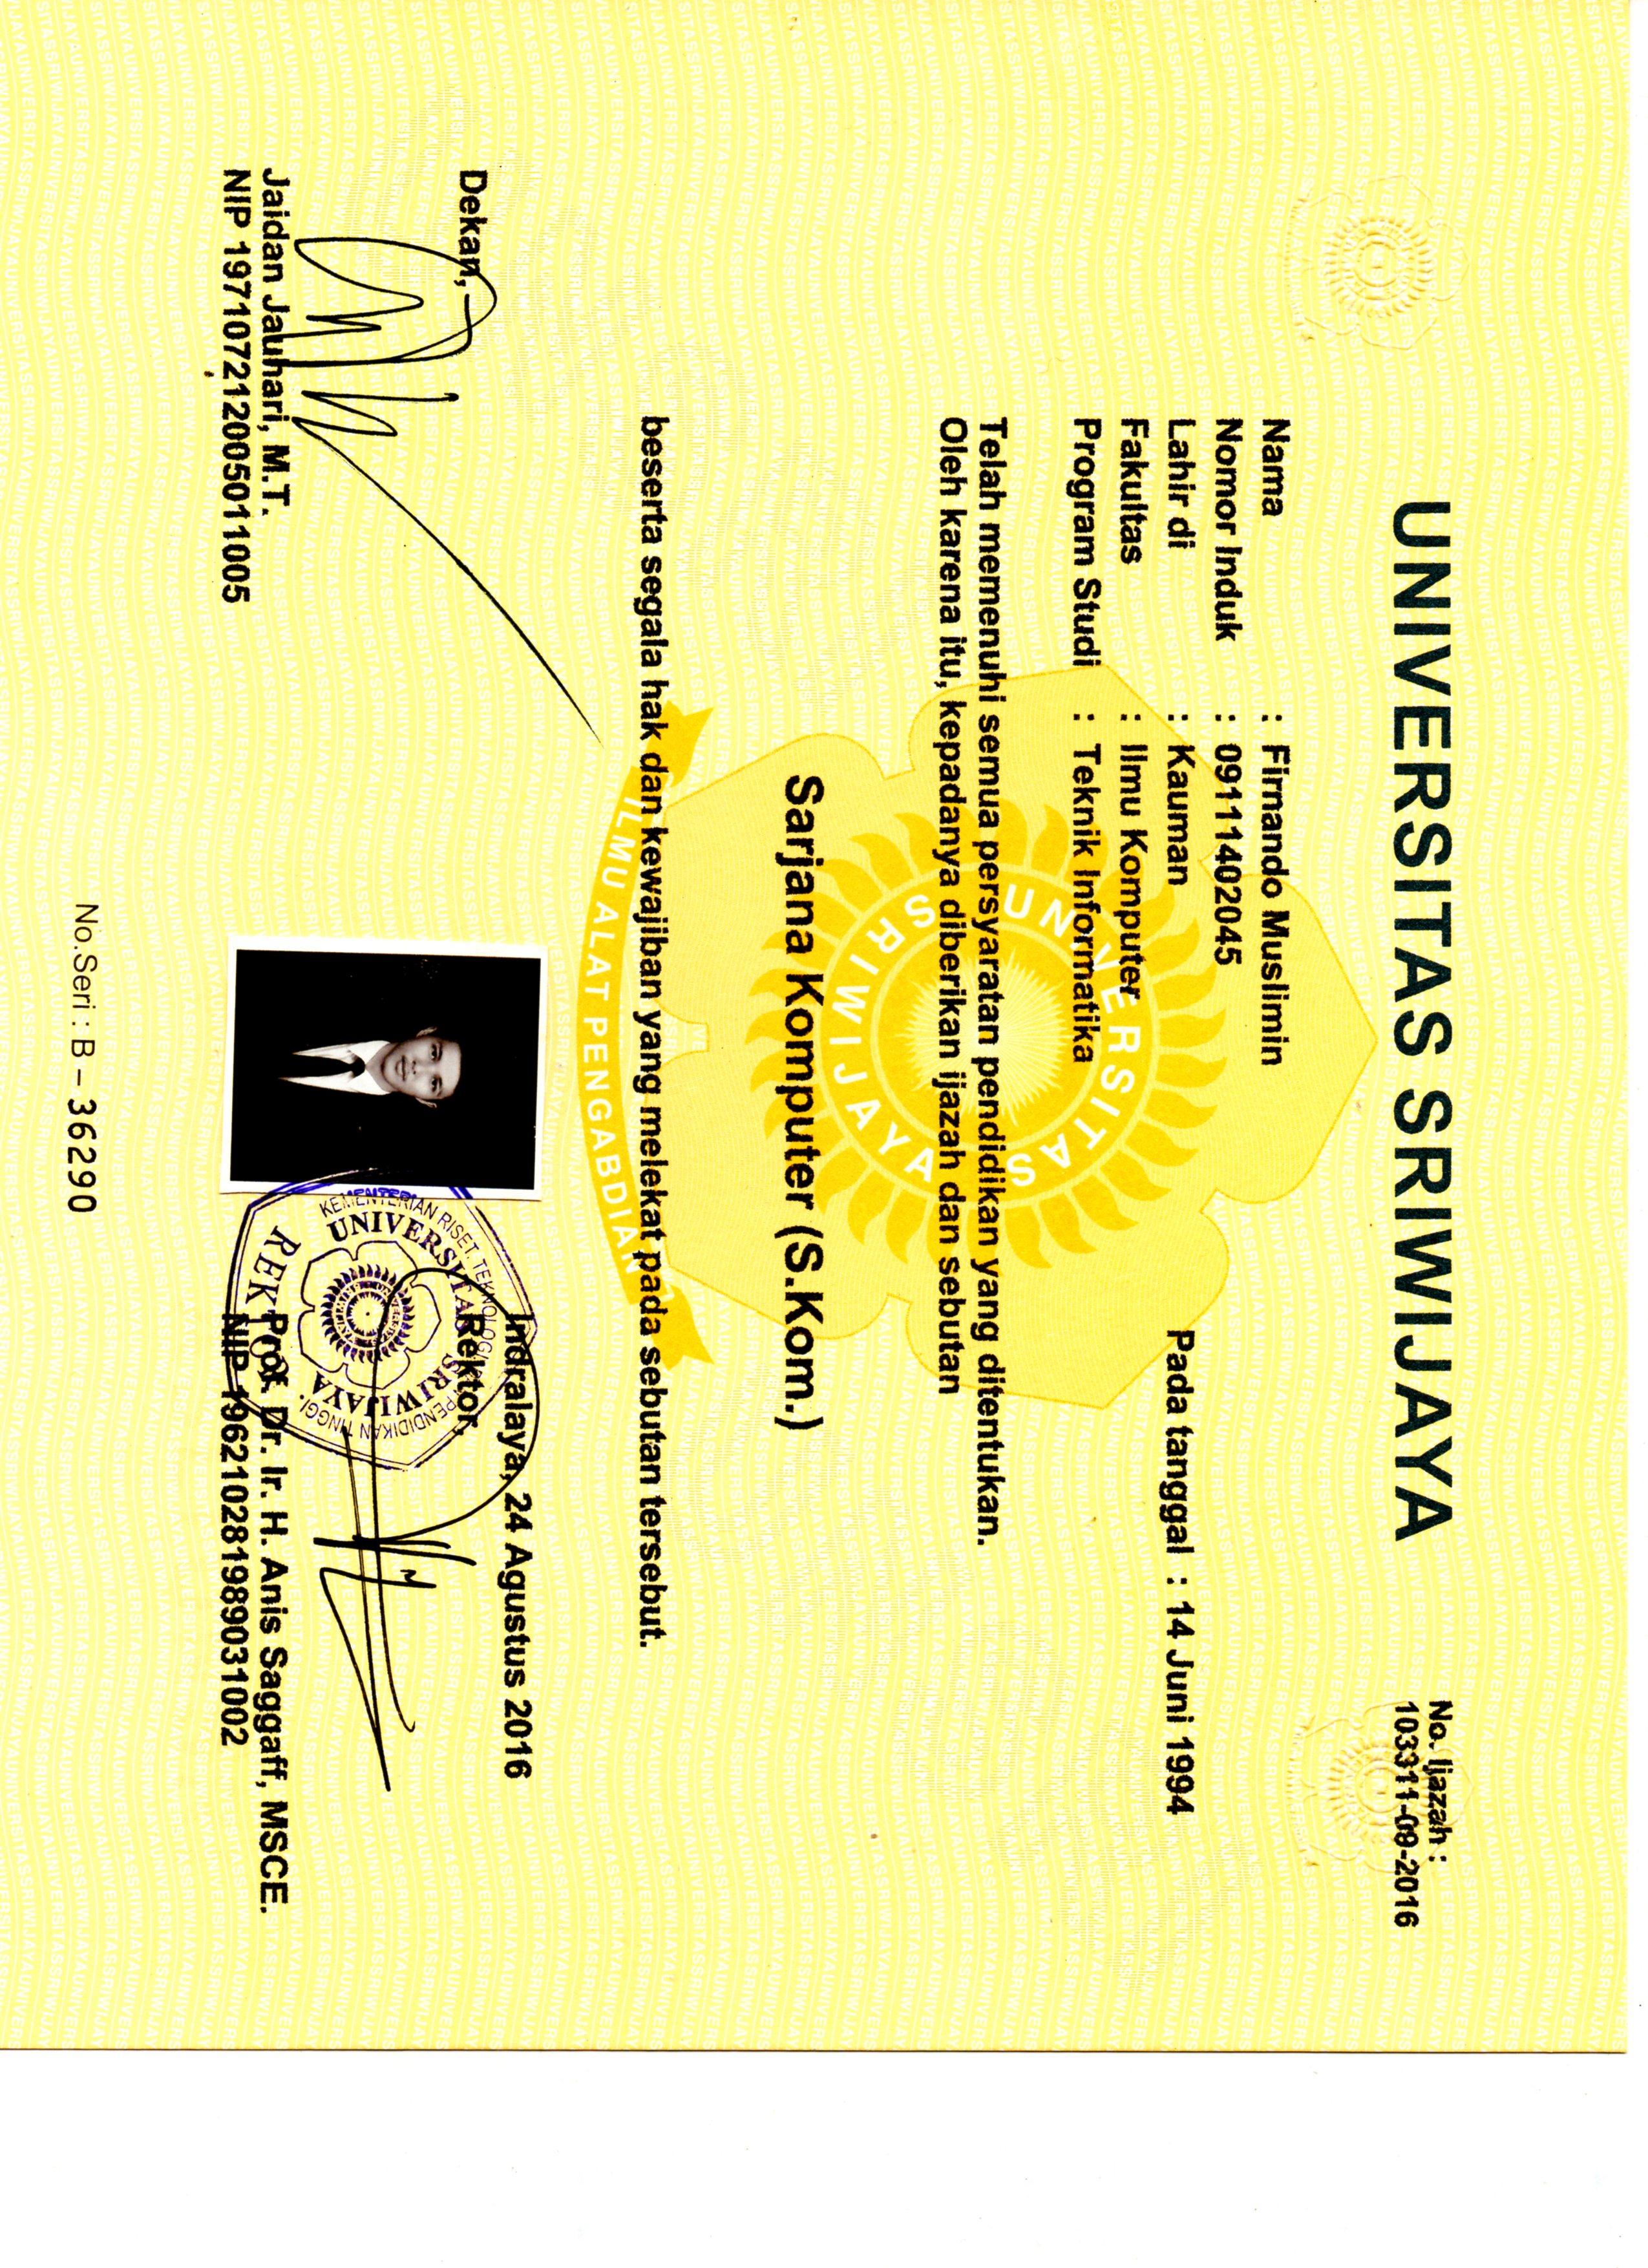 UNIVERSITAS SRIWIJAYA
No. Ijazah :
103311-09-2016
Nama : Firnando Muslimin
Nomor Induk : 09111402045
Lahir di : Kauman Pada tanggal : 14 Juni 1994
Fakultas : Ilmu Komputer
Program Studi : Teknik Informatika
UNIVERSITAS SRIWIJAYA
Telah memenuhi semua persyaratan pendidikan yang ditentukan.
Oleh karena itu, kepadanya diberikan ijazah dan sebutan
Sarjana Komputer (S.Kom.)
beserta segala hak dan kewajiban yang melekat pada sebutan tersebut.
ILMU ALAT PENGABDIAN
Indralaya, 24 Agustus 2016
Dekan,
Rektor,
KEMENTERIAN RISET, TEKNOLOGI, PENDIDIKAN TINGGI
UNIVERSITAS SRIWIJAYA
REKTOR
Jaidan Jauhari, M.T.
NIP 197107212005011005
Prof. Dr. Ir. H. Anis Saggaff, MSCE.
NIP 196210281989031002
No.Seri : B – 36290